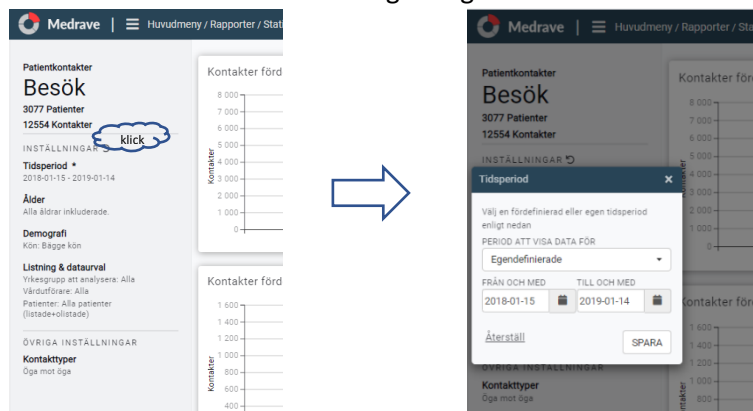 Medrave | Huvudmeny / Rapporter / Stati
Patientkontakter
Besök
3077 Patienter
12554 Kontakter
klick
INSTÄLLNINGAR
Tidsperiod *
2018-01-15 - 2019-01-14
Ålder
Alla åldrar inkluderade.
Demografi
Kön: Bägge kön
Listning & dataurval
Yrkesgrupp att analysera: Alla
Vårdutförare: Alla
Patienter: Alla patienter
(listade+olistade)
ÖVRIGA INSTÄLLNINGAR
Kontakttyper
Öga mot öga
Kontakter förd
8 000
7 000
6 000
5 000
4 000
3 000
2 000
1 000
0
Kontakter
Kontakter förd
1 600
1 400
1 200
1 000
800
600
400
Kontakter
Medrave | Huvudmeny / Rapporter / Sta
Patientkontakter
Besök
3077 Patienter
12554 Kontakter
INSTÄLLNINGAR
Tidsperiod ×
Välj en fördefinierad eller egen tidsperiod
enligt nedan
PERIOD ATT VISA DATA FÖR
Egendefinierade
FRÅN OCH MED TILL OCH MED
2018-01-15 2019-01-14
Återställ SPARA
ÖVRIGA INSTÄLLNINGAR
Kontakttyper
Öga mot öga
Kontakter för
8 000
7 000
6 000
5 000
4 000
3 000
2 000
1 000
0
Kontakter för
1 600
1 400
1 200
1 000
800
Kontakter